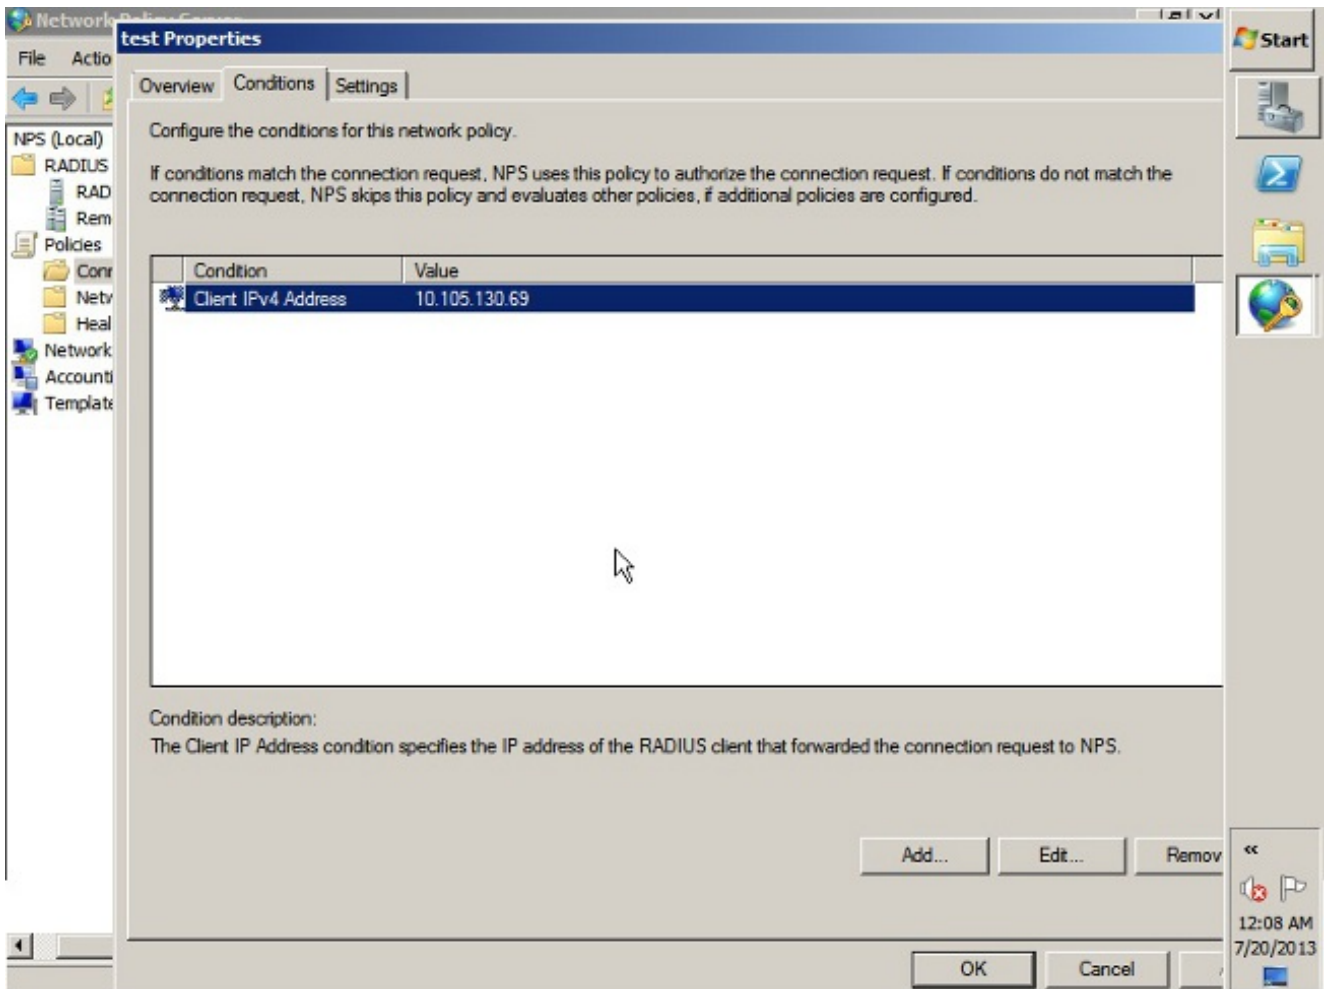 Network Policy Server
test Properties
Start
File Actio
Overview Conditions Settings
Configure the conditions for this network policy.
NPS (Local)
RADIUS
If conditions match the connection request, NPS uses this policy to authorize the connection request. If conditions do not match the
connection request, NPS skips this policy and evaluates other policies, if additional policies are configured.
RAD
Rem
Policies
Conn
Netw
Heal
Network
Accounti
Template
Condition Value
Client IPv4 Address 10.105.130.69
Condition description:
The Client IP Address condition specifies the IP address of the RADIUS client that forwarded the connection request to NPS.
Add... Edit... Remov
OK Cancel
12:08 AM
7/20/2013